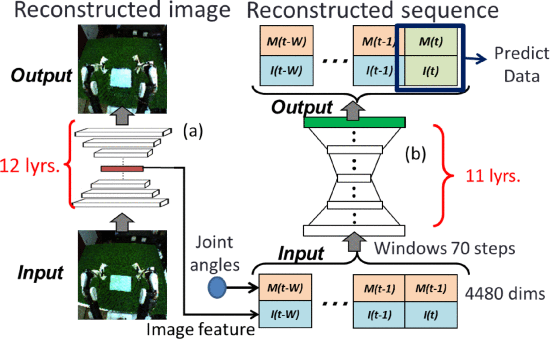 Reconstructed image
Reconstructed sequence
M(t-W) M(t-1) M(t)
I(t-W) I(t-1) I(t)
Predict
Data
Output
Output
(a)
(b)
12 lyrs.
11 lyrs.
Windows 70 steps
Input
Input
Joint
angles
M(t-W) M(t-1) M(t-1)
I(t-W) I(t-1) I(t)
4480 dims
Image feature